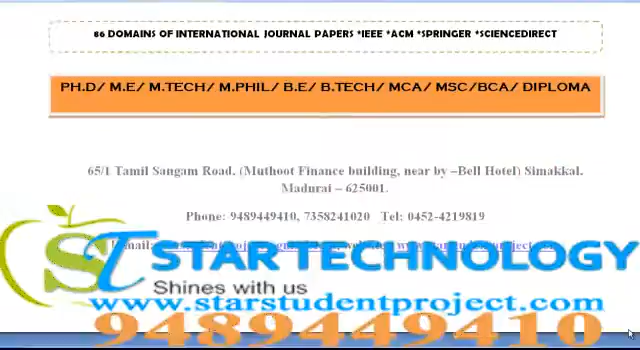 86 DOMAINS OF INTERNATIONAL JOURNAL PAPERS *IEEE *ACM *SPRINGER *SCIENCEDIRECT
PH.D/ M.E/ M.TECH/ M.PHIL/ B.E/ B.TECH/ MCA/ MSC/BCA/ DIPLOMA
65/1 Tamil Sangam Road. (Muthoot Finance building, near by –Bell Hotel) Simakkal.
Madurai – 625001.
Phone: 9489449410, 7358241020 Tel: 0452-4219819
Email:
ST STAR TECHNOLOGY
Shines with us
www.starstudentproject.com
9489449410